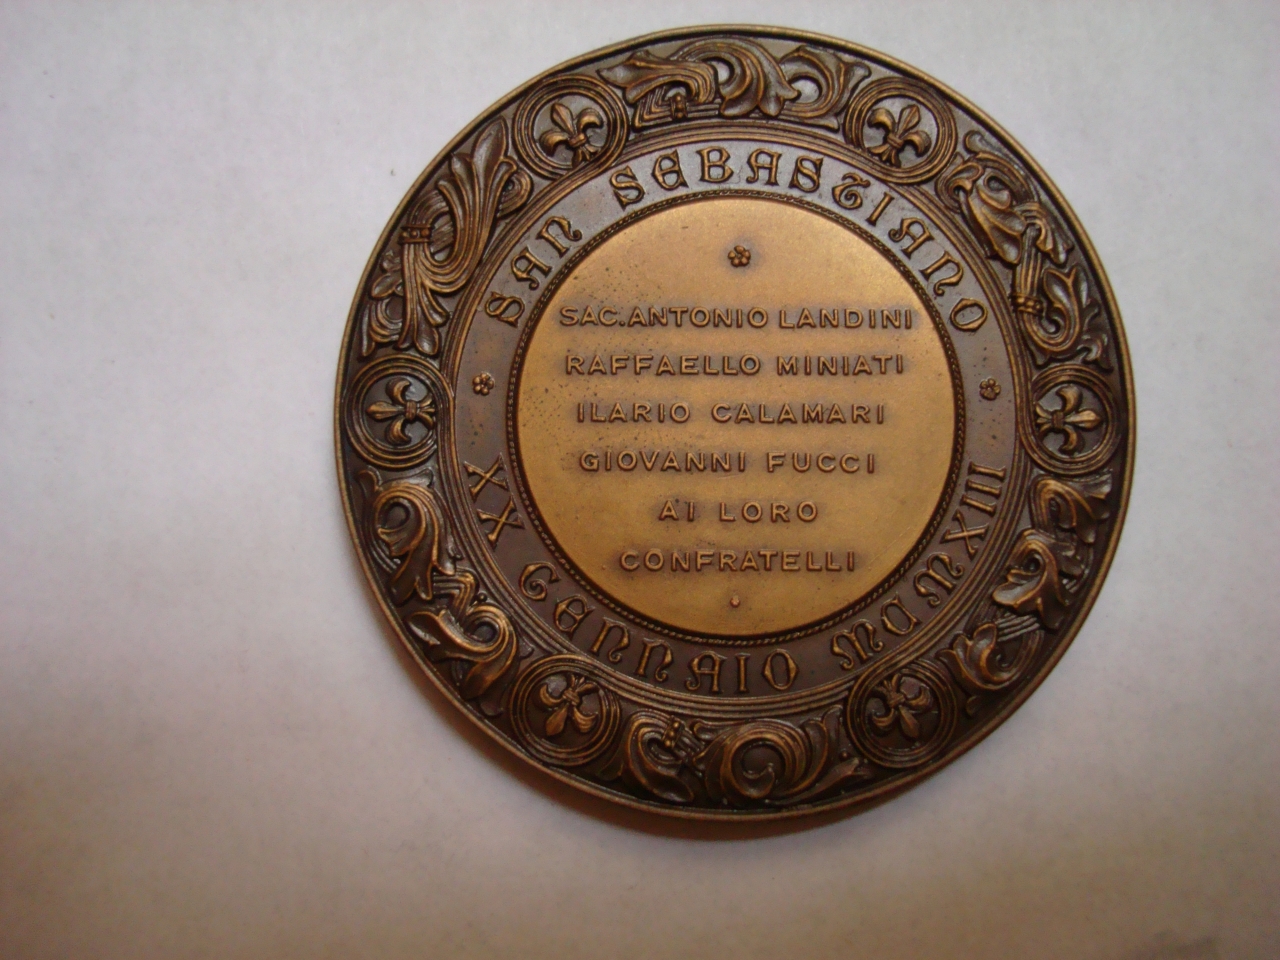 SAN SEBASTIANO
SAC. ANTONIO LANDINI
RAFFAELLO MINIATI
ILARIO CALAMARI
GIOVANNI FUCCI
AI LORO
CONFRATELLI
XX GENNAIO MCMXIII